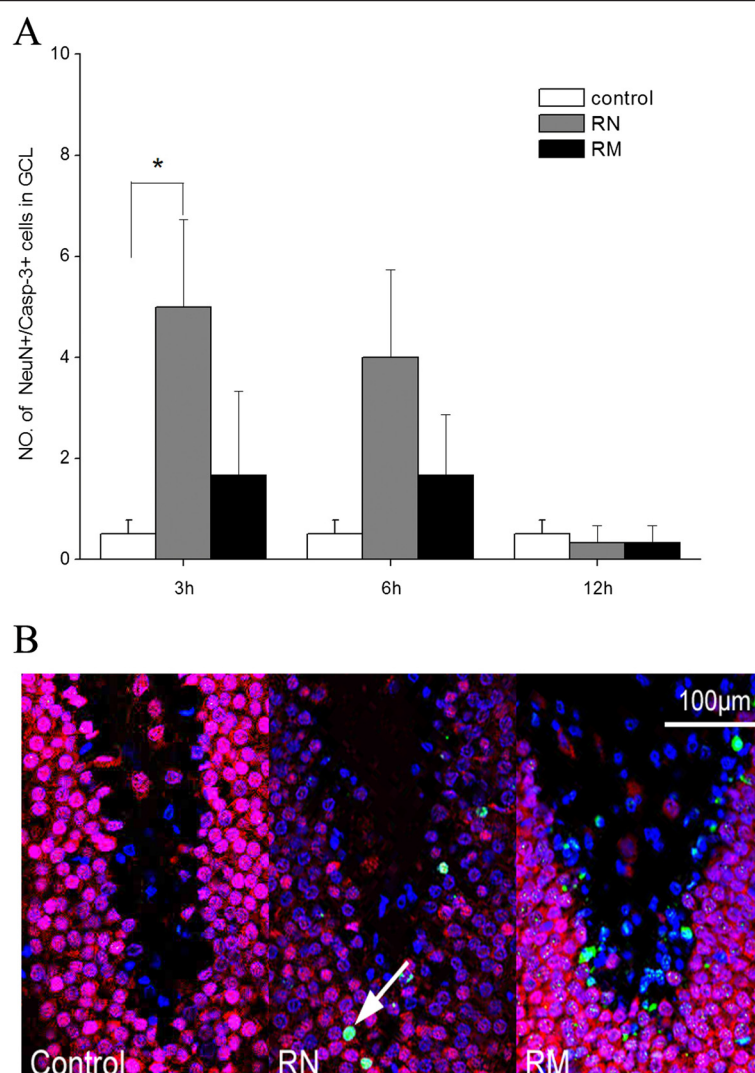 A
NO. of NeuN+/Casp-3+ cells in GCL
10
8
6
4
2
0
*
control
RN
RM
3h
6h
12h
B
100μm
Control
RN
RM